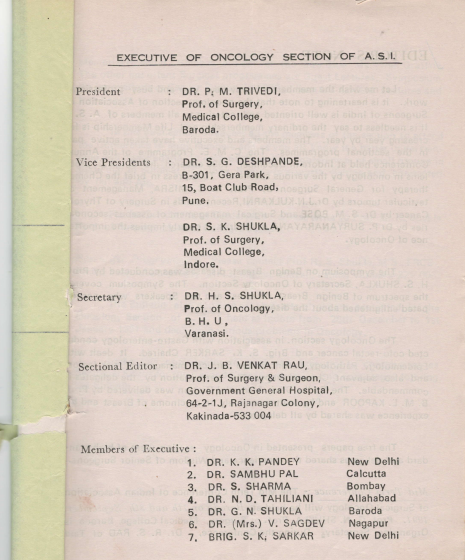 EXECUTIVE OF ONCOLOGY SECTION OF A.S.I.
President : DR. P. M. TRIVEDI,
Prof. of Surgery,
Medical College,
Baroda.
Vice Presidents : DR. S. G. DESHPANDE,
B-301, Gera Park,
15, Boat Club Road,
Pune.
DR. S. K. SHUKLA,
Prof. of Surgery,
Medical College,
Indore.
Secretary : DR. H. S. SHUKLA,
Prof. of Oncology,
B. H. U,
Varanasi.
Sectional Editor : DR. J. B. VENKAT RAU,
Prof. of Surgery & Surgeon,
Government General Hospital,
64-2-1J, Rajanagar Colony,
Kakinada-533 004
Members of Executive :
1. DR. K. K. PANDEY New Delhi
2. DR. SAMBHU PAL Calcutta
3. DR. S. SHARMA Bombay
4. DR. N. D. TAHILIANI Allahabad
5. DR. G. N. SHUKLA Baroda
6. DR. (Mrs.) V. SAGDEV Nagapur
7. BRIG. S. K. SARKAR New Delhi